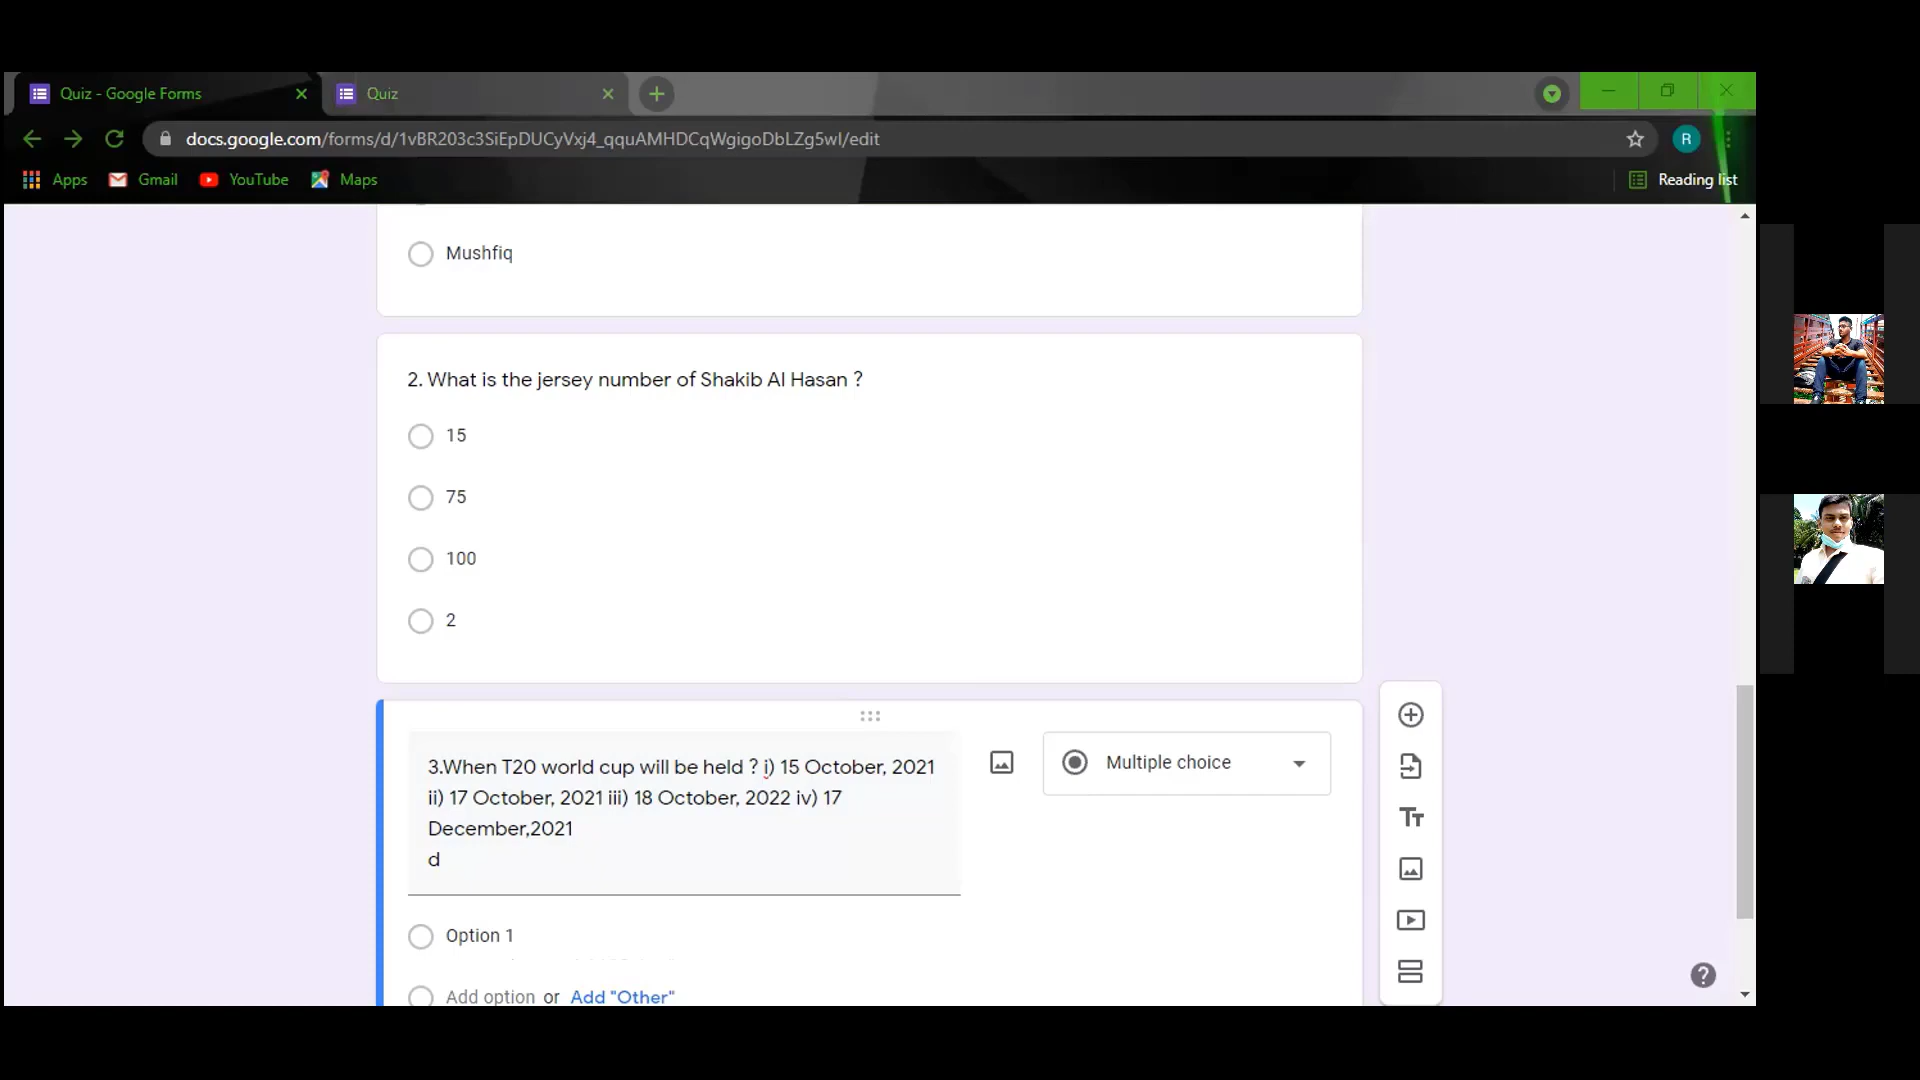 Quiz - Google Forms
Quiz
docs.google.com/forms/d/1vBR203c3SiEpDUCyVxj4_qquAMHDCqWgigoDbLZg5wI/edit
R
Apps
Gmail
YouTube
Maps
Reading list
Mushfiq
2. What is the jersey number of Shakib Al Hasan ?
15
75
100
2
3.When T20 world cup will be held ? i) 15 October, 2021
ii) 17 October, 2021 iii) 18 October, 2022 iv) 17
December,2021
d
Multiple choice
Option 1
Add option or Add "Other"